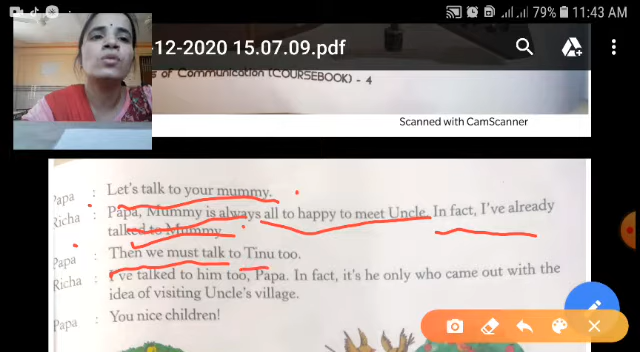 79% 11:43 AM
-12-2020 15.07.09.pdf
s of Communication (COURSEBOOK) - 4
Scanned with CamScanner
Papa : Let's talk to your mummy.
Richa : Papa, Mummy is always all to happy to meet Uncle. In fact, I've already
talked to Mummy.
Papa : Then we must talk to Tinu too.
Richa : I've talked to him too, Papa. In fact, it's he only who came out with the
idea of visiting Uncle's village.
Papa : You nice children!